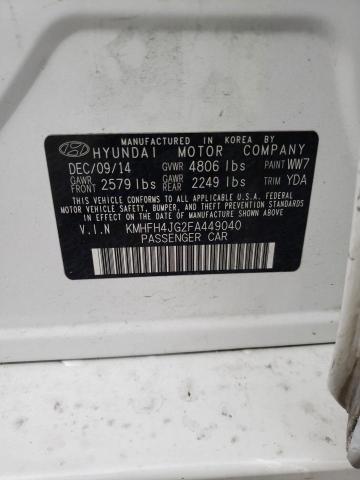 MANUFACTURED IN KOREA BY
HYUNDAI MOTOR COMPANY
DEC/09/14 GVWR 4806 lbs PAINT WW7
GAWR FRONT 2579 lbs GAWR REAR 2249 lbs TRIM YDA
THIS VEHICLE CONFORMS TO ALL APPLICABLE U.S.A. FEDERAL
MOTOR VEHICLE SAFETY, BUMPER, AND THEFT PREVENTION
STANDARDS IN EFFECT ON THE DATE OF MANUFACTURE SHOWN ABOVE.
V.I.N KMHFH4JG2FA449040
PASSENGER CAR